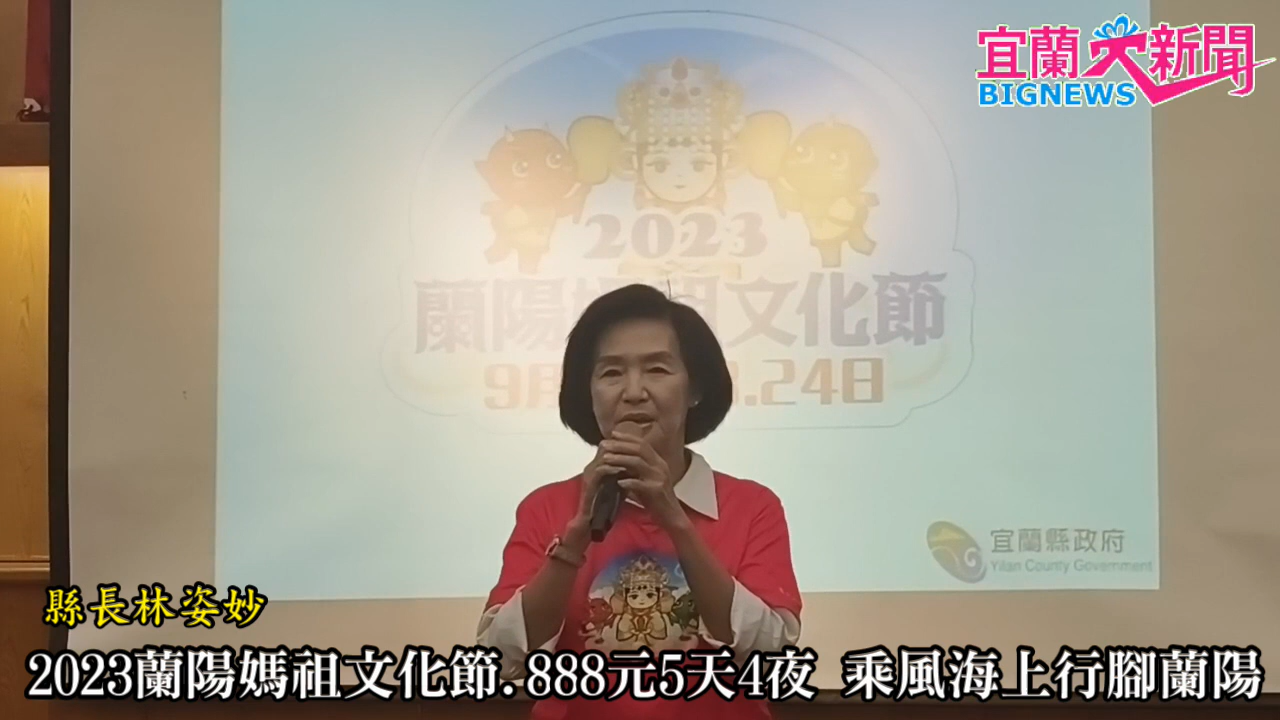 宜蘭大新聞
BIGNEWS
2023
蘭陽媽祖文化節
9月 .24日
宜蘭縣政府
Yilan County Government
縣長林姿妙
2023蘭陽媽祖文化節.888元5天4夜 乘風海上行腳蘭陽